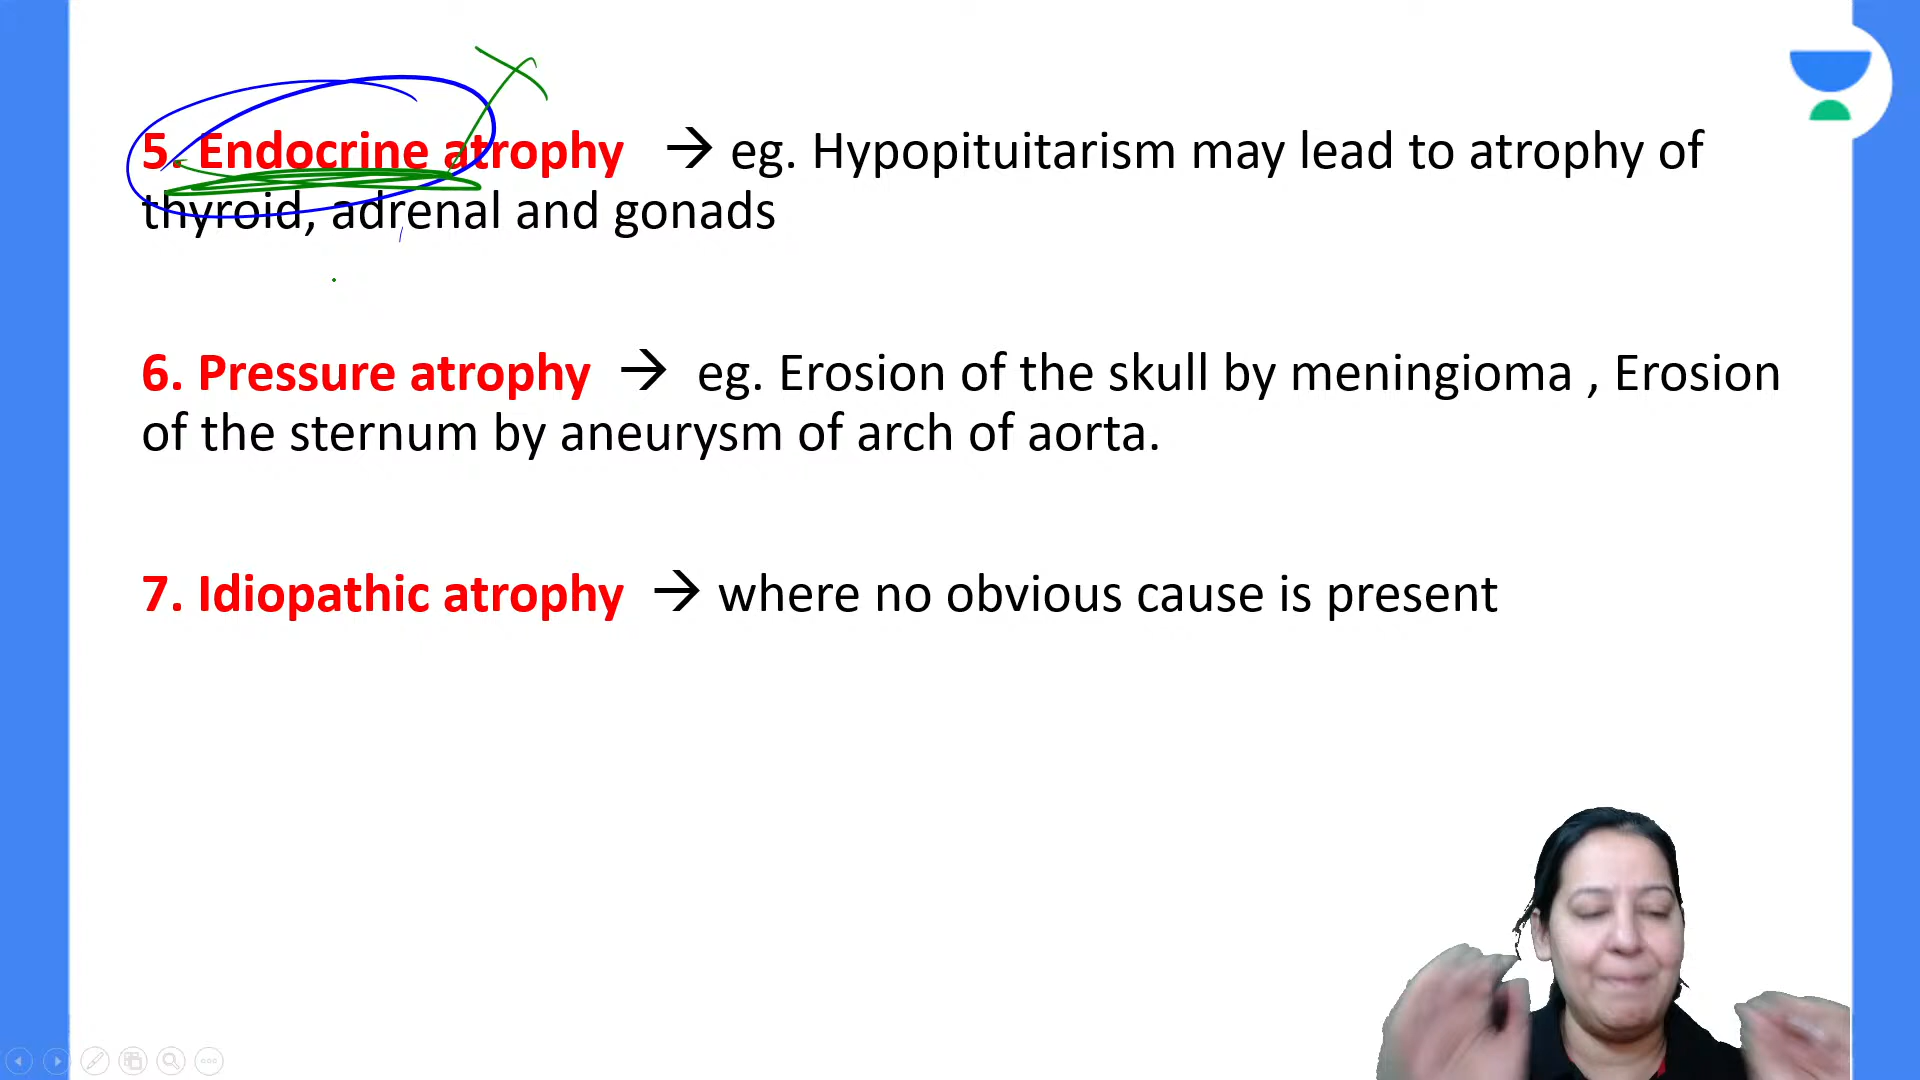 5. Endocrine atrophy → eg. Hypopituitarism may lead to atrophy of
thyroid, adrenal and gonads
6. Pressure atrophy → eg. Erosion of the skull by meningioma , Erosion
of the sternum by aneurysm of arch of aorta.
7. Idiopathic atrophy → where no obvious cause is present